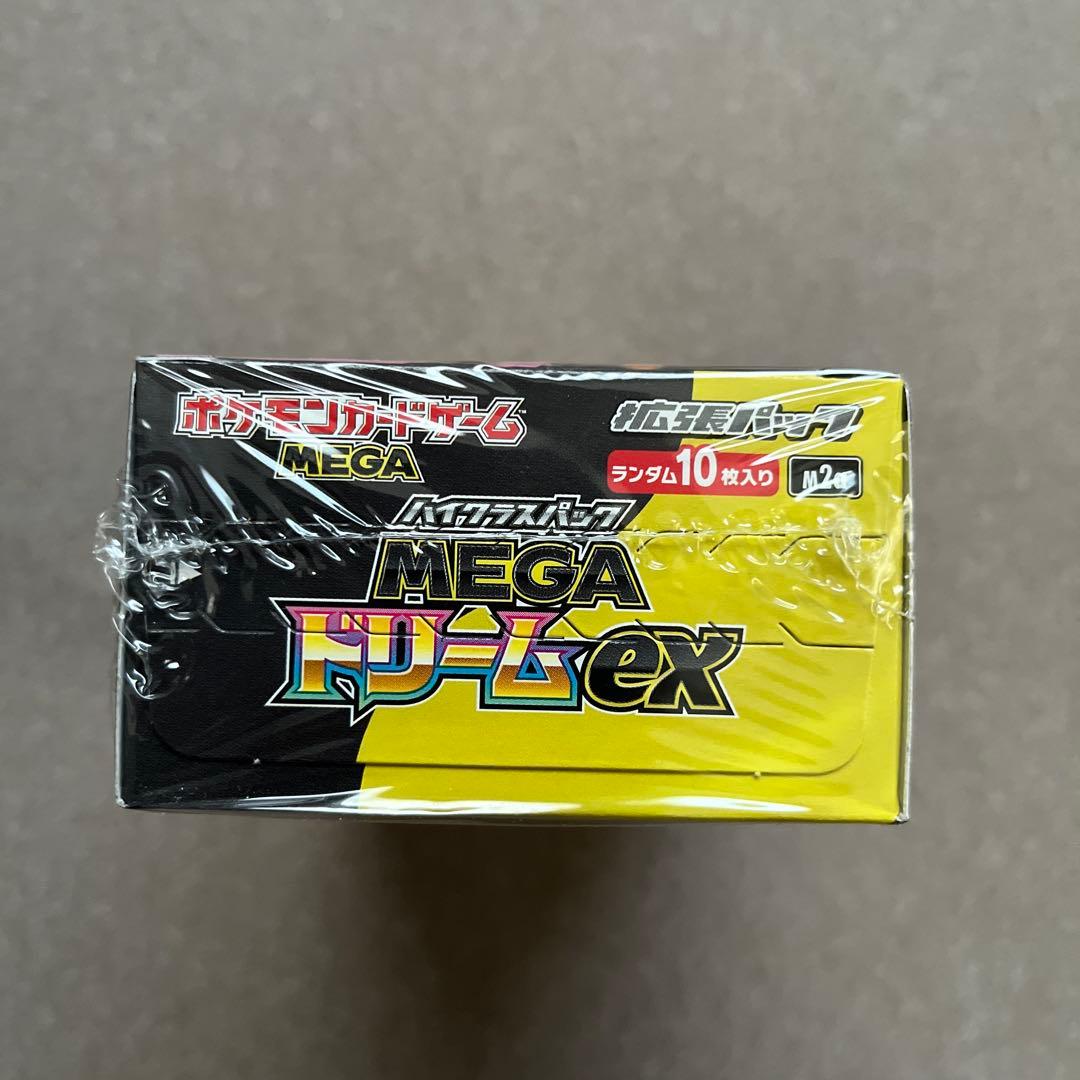 ポケモンカードゲーム™
MEGA
拡張パック
ランダム10枚入り
ハイクラスパック
MEGA
ドリームex